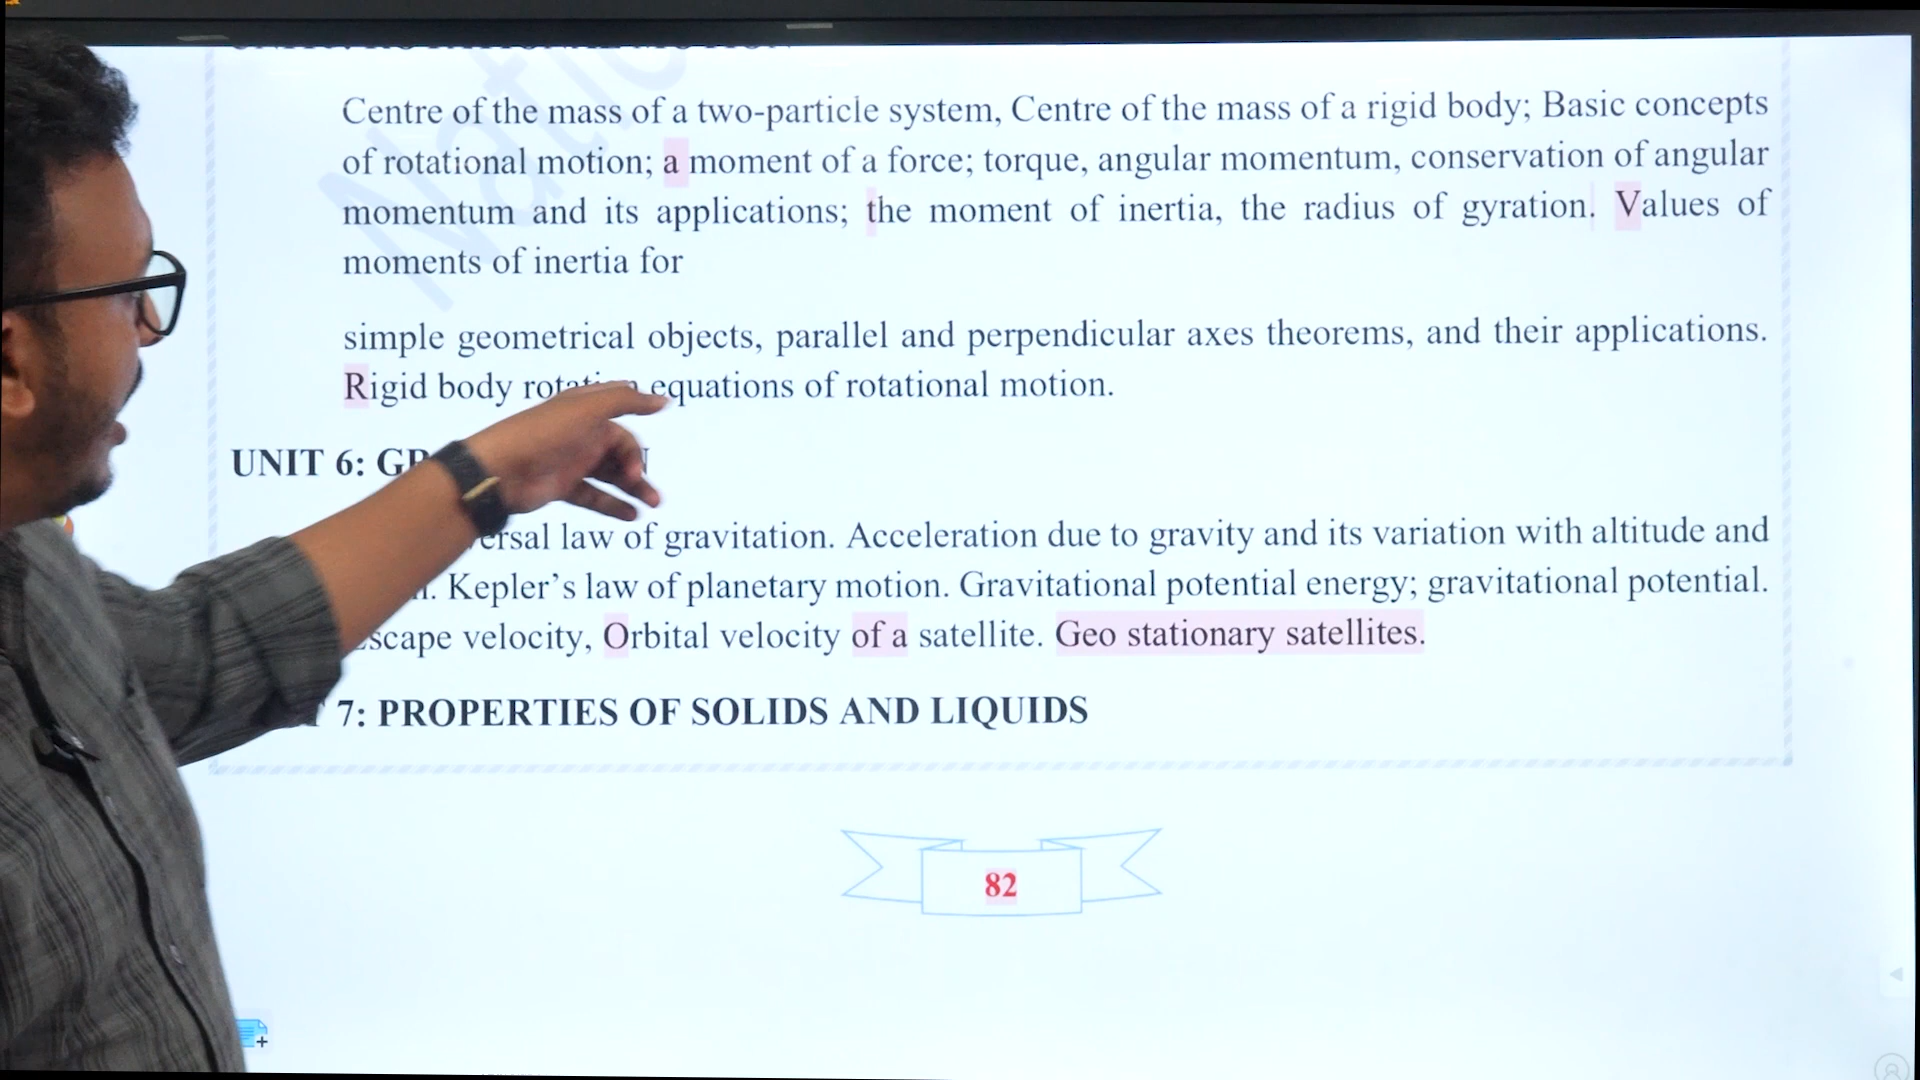 Centre of the mass of a two-particle system, Centre of the mass of a rigid body; Basic concepts
of rotational motion; a moment of a force; torque, angular momentum, conservation of angular
momentum and its applications; the moment of inertia, the radius of gyration. Values of
moments of inertia for
simple geometrical objects, parallel and perpendicular axes theorems, and their applications.
Rigid body equations of rotational motion.
UNIT 6:
law of gravitation. Acceleration due to gravity and its variation with altitude and
Kepler's law of planetary motion. Gravitational potential energy; gravitational potential.
velocity, Orbital velocity of a satellite. Geo stationary satellites.
7: PROPERTIES OF SOLIDS AND LIQUIDS
82